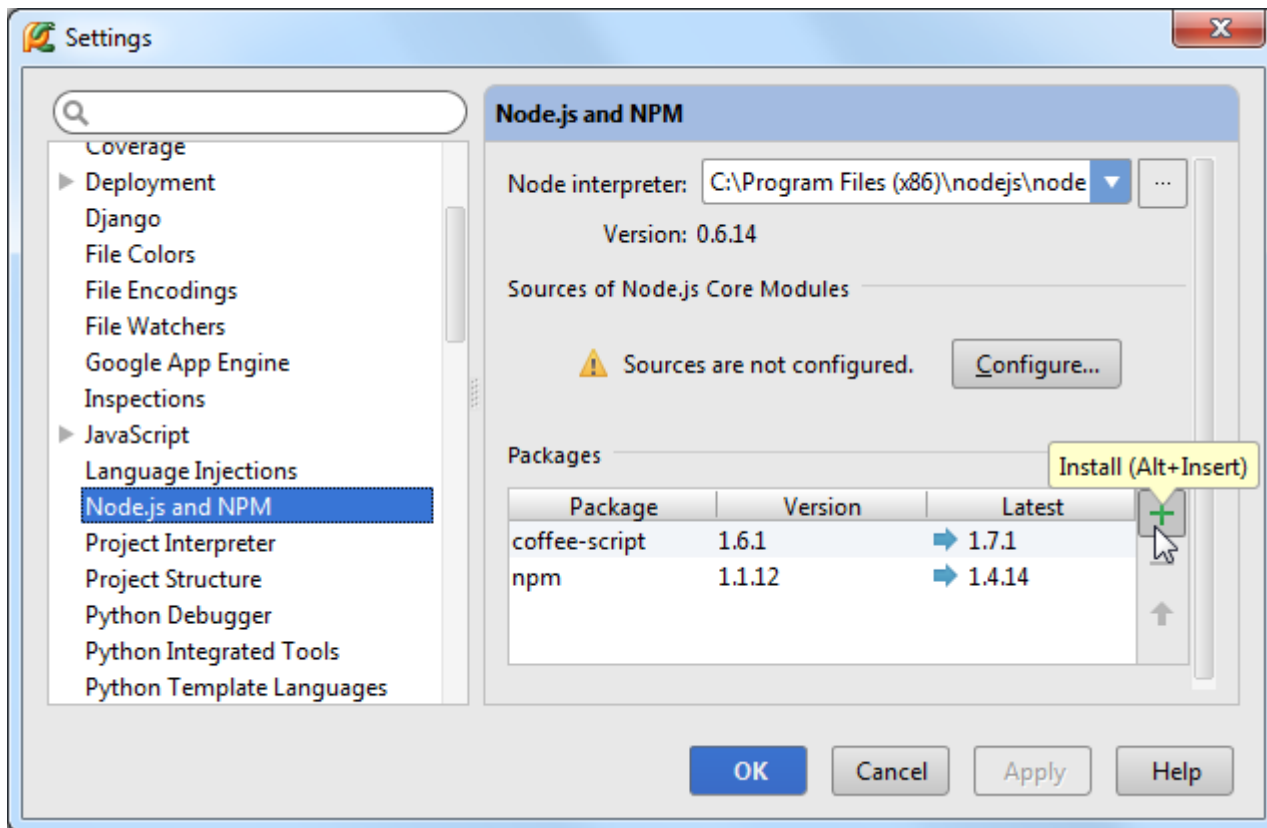 Settings
Coverage
Deployment
Django
File Colors
File Encodings
File Watchers
Google App Engine
Inspections
JavaScript
Language Injections
Node.js and NPM
Project Interpreter
Project Structure
Python Debugger
Python Integrated Tools
Python Template Languages
Node.js and NPM
Node interpreter: C:\Program Files (x86)\nodejs\node ...
Version: 0.6.14
Sources of Node.js Core Modules
Sources are not configured. Configure...
Packages
Install (Alt+Insert)
Package Version Latest
coffee-script 1.6.1 1.7.1
npm 1.1.12 1.4.14
OK Cancel Apply Help